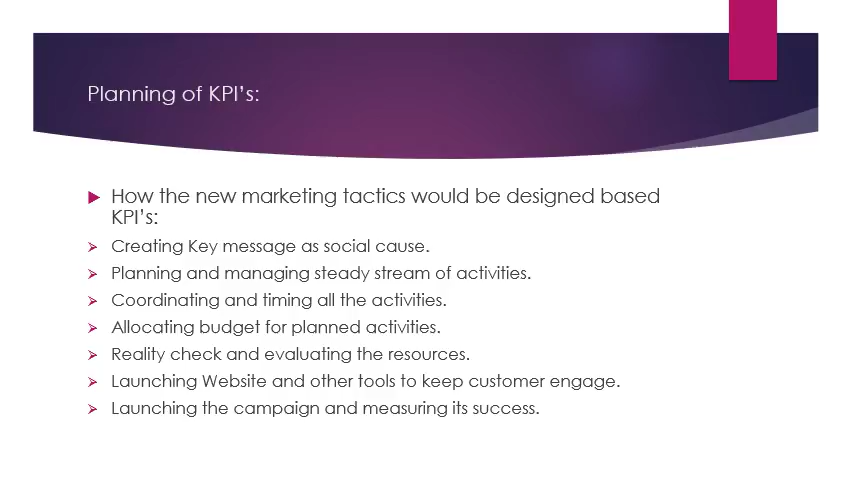 Planning of KPI’s:
How the new marketing tactics would be designed based
KPI’s:
Creating Key message as social cause.
Planning and managing steady stream of activities.
Coordinating and timing all the activities.
Allocating budget for planned activities.
Reality check and evaluating the resources.
Launching Website and other tools to keep customer engage.
Launching the campaign and measuring its success.